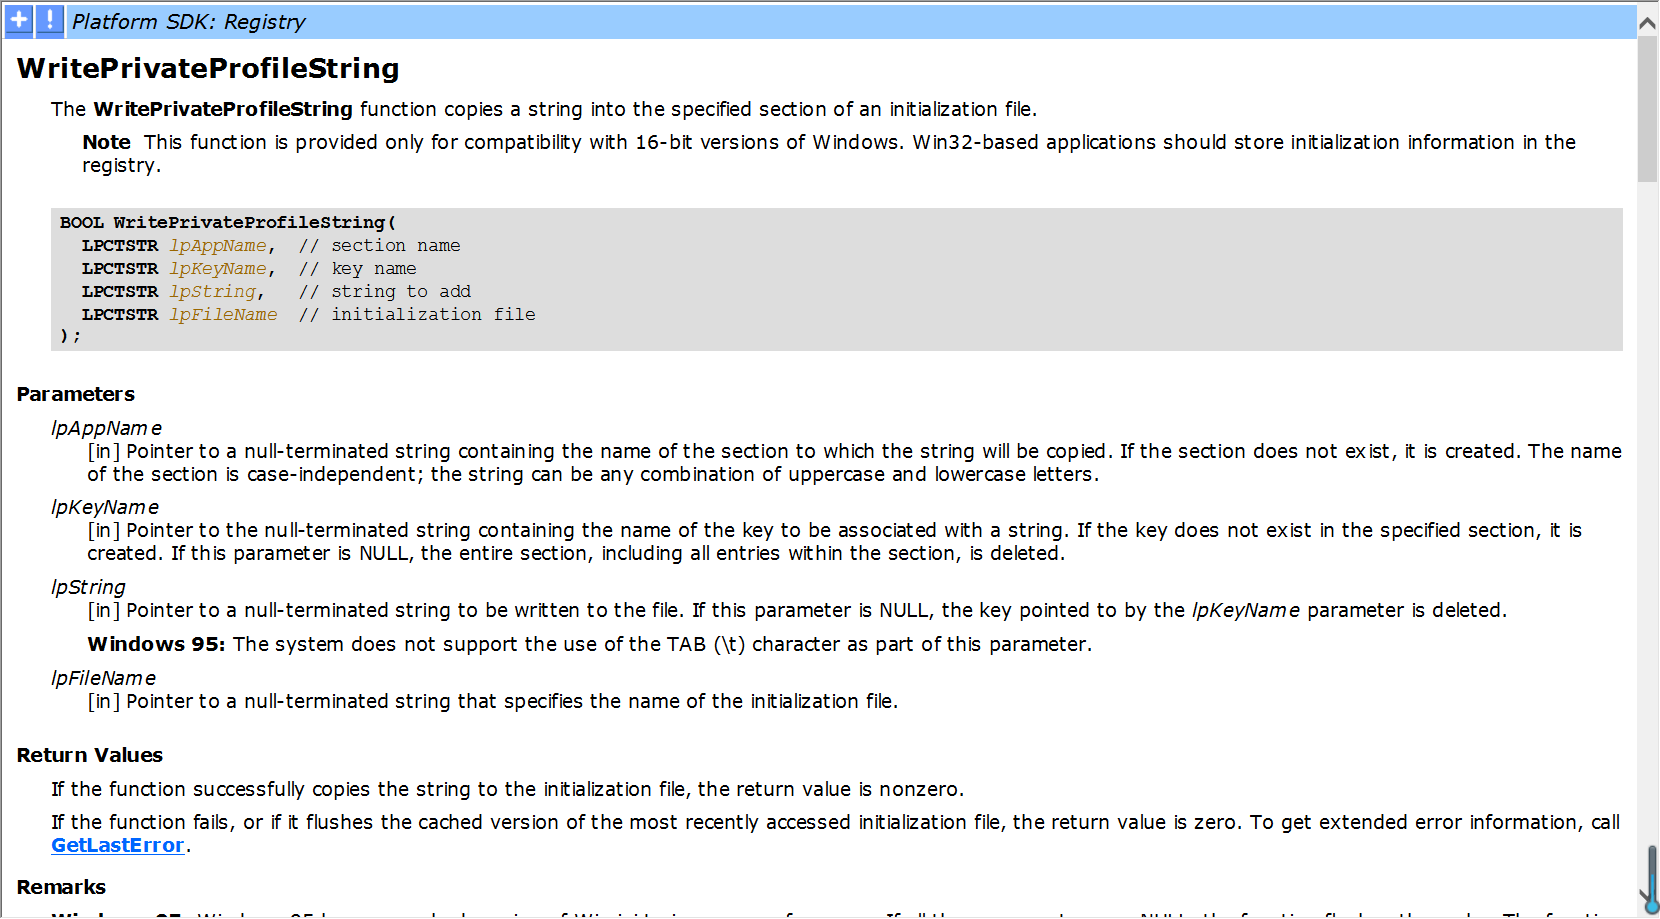 Platform SDK: Registry
WritePrivateProfileString
The WritePrivateProfileString function copies a string into the specified section of an initialization file.
Note  This function is provided only for compatibility with 16-bit versions of Windows. Win32-based applications should store initialization information in the
registry.
BOOL WritePrivateProfileString(
  LPCTSTR lpAppName,  // section name
  LPCTSTR lpKeyName,  // key name
  LPCTSTR lpString,   // string to add
  LPCTSTR lpFileName  // initialization file
);
Parameters
lpAppName
[in] Pointer to a null-terminated string containing the name of the section to which the string will be copied. If the section does not exist, it is created. The name
of the section is case-independent; the string can be any combination of uppercase and lowercase letters.
lpKeyName
[in] Pointer to the null-terminated string containing the name of the key to be associated with a string. If the key does not exist in the specified section, it is
created. If this parameter is NULL, the entire section, including all entries within the section, is deleted.
lpString
[in] Pointer to a null-terminated string to be written to the file. If this parameter is NULL, the key pointed to by the lpKeyName parameter is deleted.
Windows 95: The system does not support the use of the TAB (\t) character as part of this parameter.
lpFileName
[in] Pointer to a null-terminated string that specifies the name of the initialization file.
Return Values
If the function successfully copies the string to the initialization file, the return value is nonzero.
If the function fails, or if it flushes the cached version of the most recently accessed initialization file, the return value is zero. To get extended error information, call
GetLastError.
Remarks